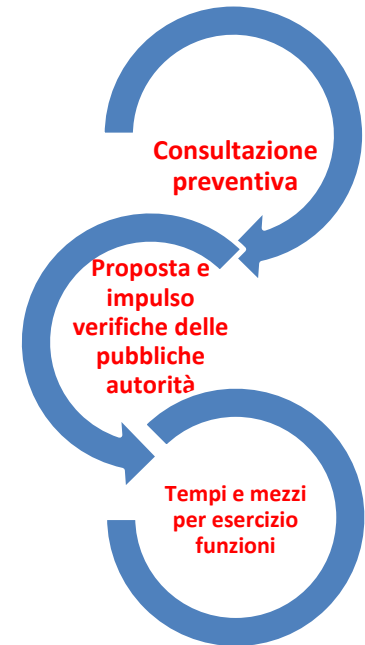 Consultazione
preventiva
Proposta e
impulso
verifiche delle
pubbliche
autorità
Tempi e mezzi
per esercizio
funzioni